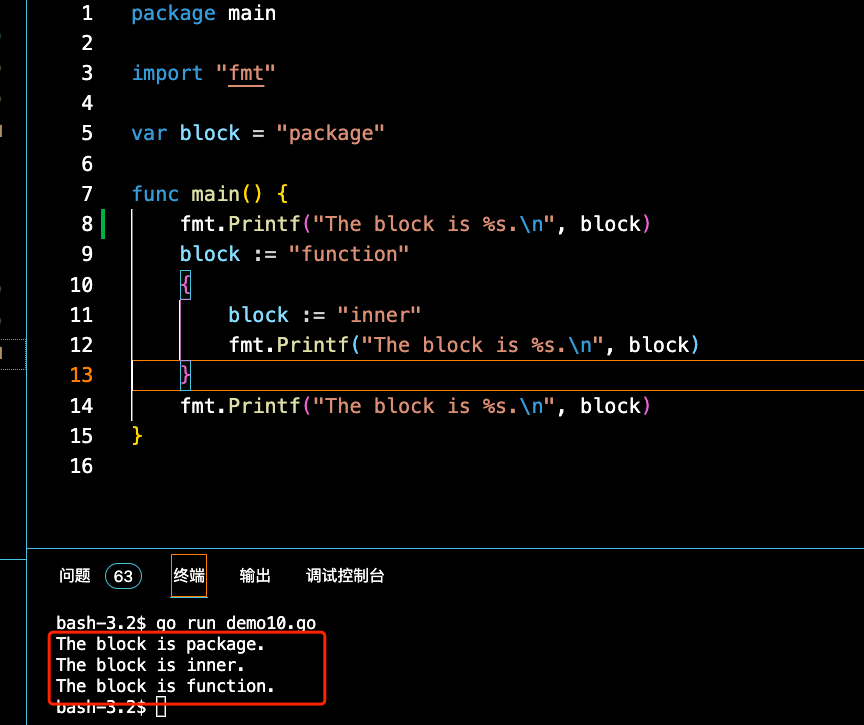 1 package main
2
3 import "fmt"
4
5 var block = "package"
6
7 func main() {
8 fmt.Printf("The block is %s.\n", block)
9 block := "function"
10 {
11 block := "inner"
12 fmt.Printf("The block is %s.\n", block)
13 }
14 fmt.Printf("The block is %s.\n", block)
15 }
16
问题 63 终端 输出 调试控制台
bash-3.2$ go run demo10.go
The block is package.
The block is inner.
The block is function.
bash-3.2$